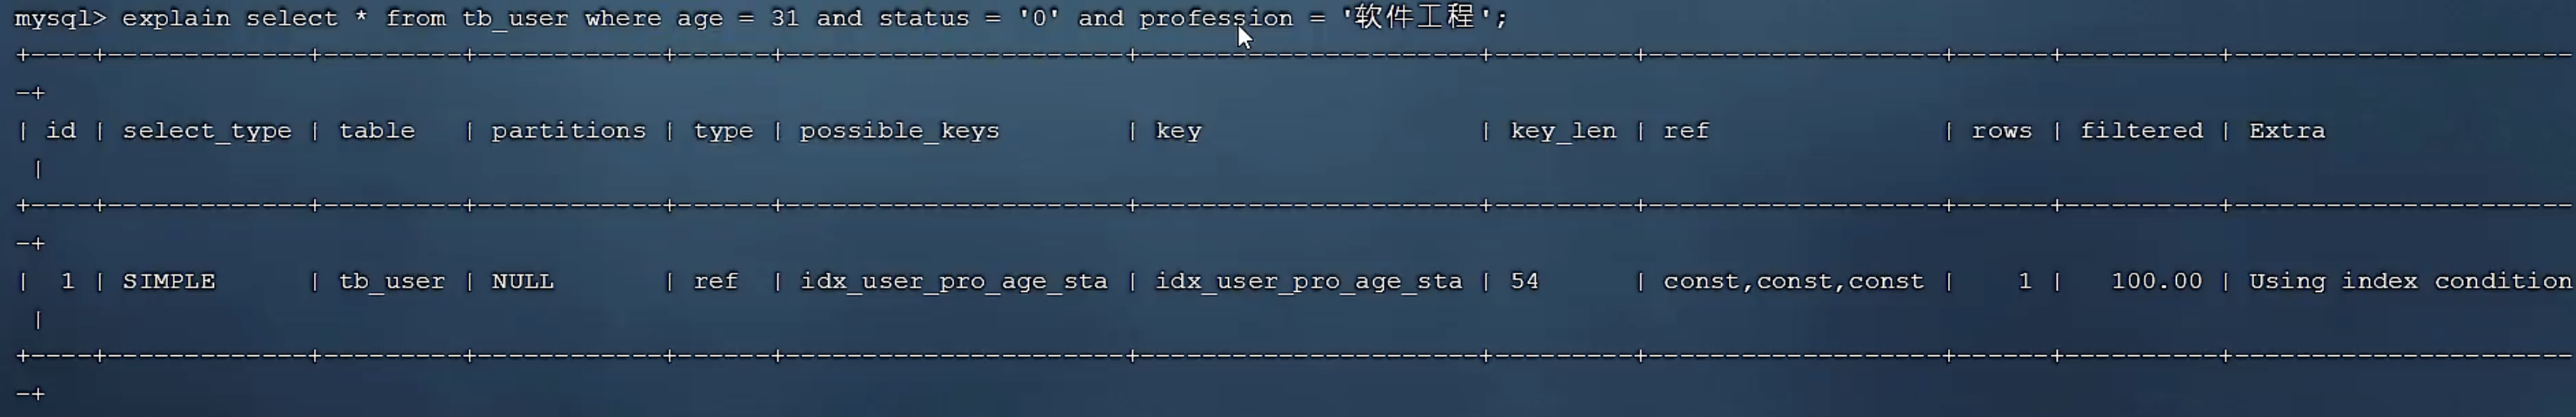 mysql> explain select * from tb_user where age = 31 and status = '0' and profession = '软件工程';
+----+-------------+---------+------------+------+----------------------+----------------------+---------+-------------------+------+----------+----------------------
-+
| id | select_type | table   | partitions | type | possible_keys        | key                  | key_len | ref               | rows | filtered | Extra
 |
+----+-------------+---------+------------+------+----------------------+----------------------+---------+-------------------+------+----------+----------------------
-+
|  1 | SIMPLE      | tb_user | NULL       | ref  | idx_user_pro_age_sta | idx_user_pro_age_sta | 54      | const,const,const |    1 |   100.00 | Using index condition
 |
+----+-------------+---------+------------+------+----------------------+----------------------+---------+-------------------+------+----------+----------------------
-+